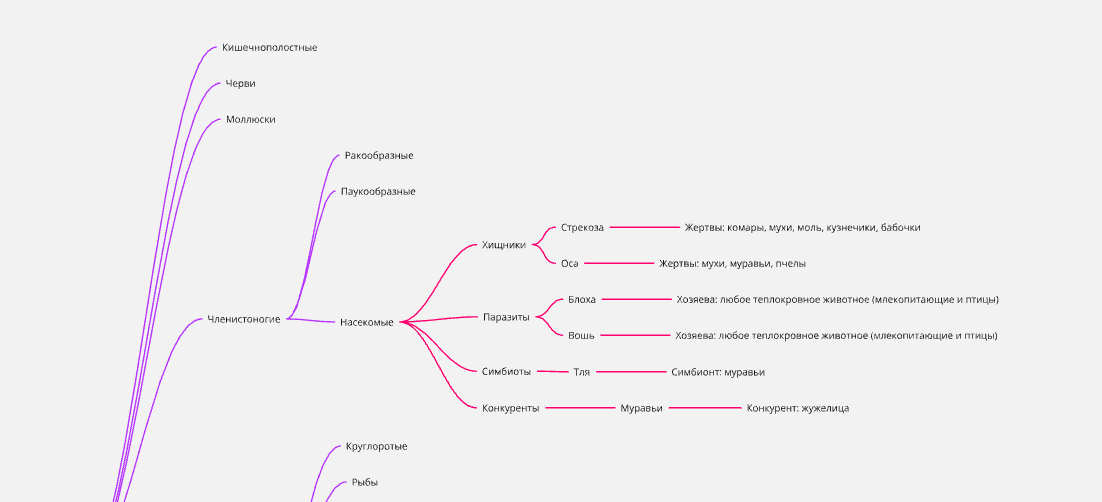 Кишечнополостные
Черви
Моллюски
Ракообразные
Паукообразные
Стрекоза
Жертвы: комары, мухи, моль, кузнечики, бабочки
Хищники
Оса
Жертвы: мухи, муравьи, пчелы
Блоха
Хозяева: любое теплокровное животное (млекопитающие и птицы)
Членистоногие
Насекомые
Паразиты
Вошь
Хозяева: любое теплокровное животное (млекопитающие и птицы)
Симбиоты
Тля
Симбионт: муравьи
Конкуренты
Муравьи
Конкурент: жужелица
Круглоротые
Рыбы